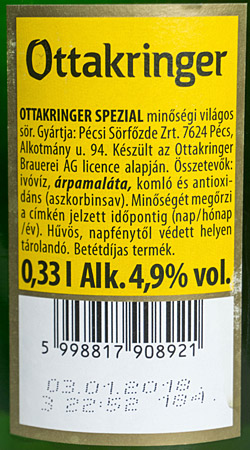 Ottakringer
OTTAKRINGER SPEZIAL minőségi világos
sör. Gyártja: Pécsi Sörfőzde Zrt. 7624 Pécs,
Alkotmány u. 94. Készült az Ottakringer
Brauerei AG licence alapján. Összetevők:
ivóvíz, árpamaláta, komló és antioxi-
dáns (aszkorbinsav). Minőségét megőrzi
a címkén jelzett időpontig (nap/hónap
/év). Hűvös, napfénytől védett helyen
tárolandó. Betétdíjas termék.
0,33 l Alk. 4,9% vol.
5 998817 908921
03.01.2018.
3 22:52 184.